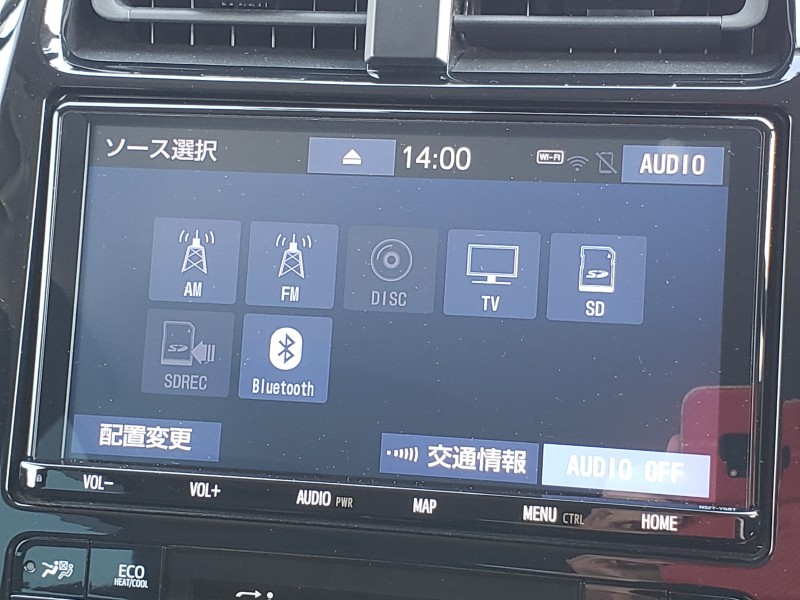 ソース選択 14:00 Wi-Fi AUDIO
AM FM DISC TV SD
SDREC Bluetooth
配置変更 交通情報 AUDIO OFF
VOL- VOL+ AUDIO PWR MAP MENU CTRL HOME
ECO
HEAT/COOL